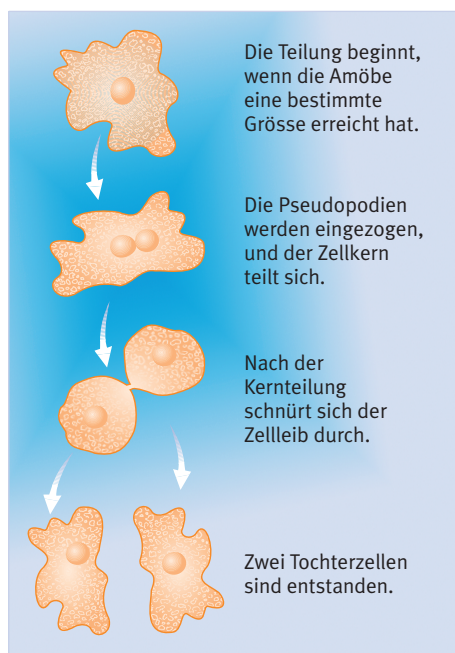 Die Teilung beginnt,
wenn die Amöbe
eine bestimmte
Grösse erreicht hat.
Die Pseudopodien
werden eingezogen,
und der Zellkern
teilt sich.
Nach der
Kernteilung
schnürt sich der
Zellleib durch.
Zwei Tochterzellen
sind entstanden.